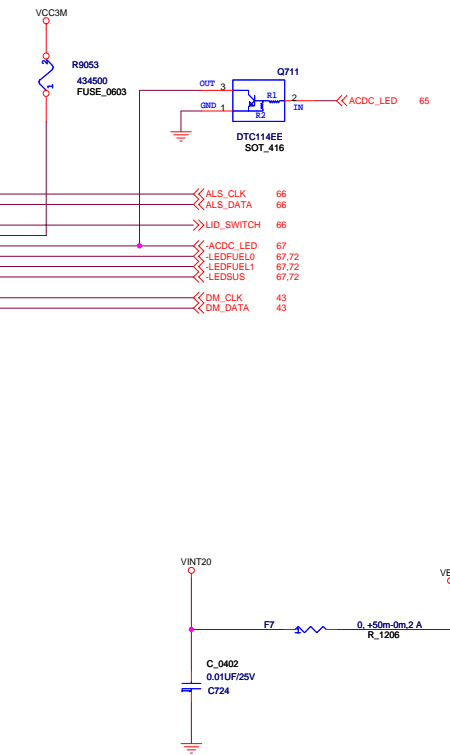 VCC3M
2
R9053
434500
FUSE_0603
1
Q711
OUT 3
R1
2
IN
ACDC_LED 65
GND 1
R2
DTC114EE
SOT_416
ALS_CLK 66
ALS_DATA 66
LID_SWITCH 66
-ACDC_LED 67
-LEDFUEL0 67,72
-LEDFUEL1 67,72
-LEDSUS 67,72
DM_CLK 43
DM_DATA 43
VINT20
F7
1
0, +50m-0m,2 A
R_1206
C_0402
0.01UF/25V
C724